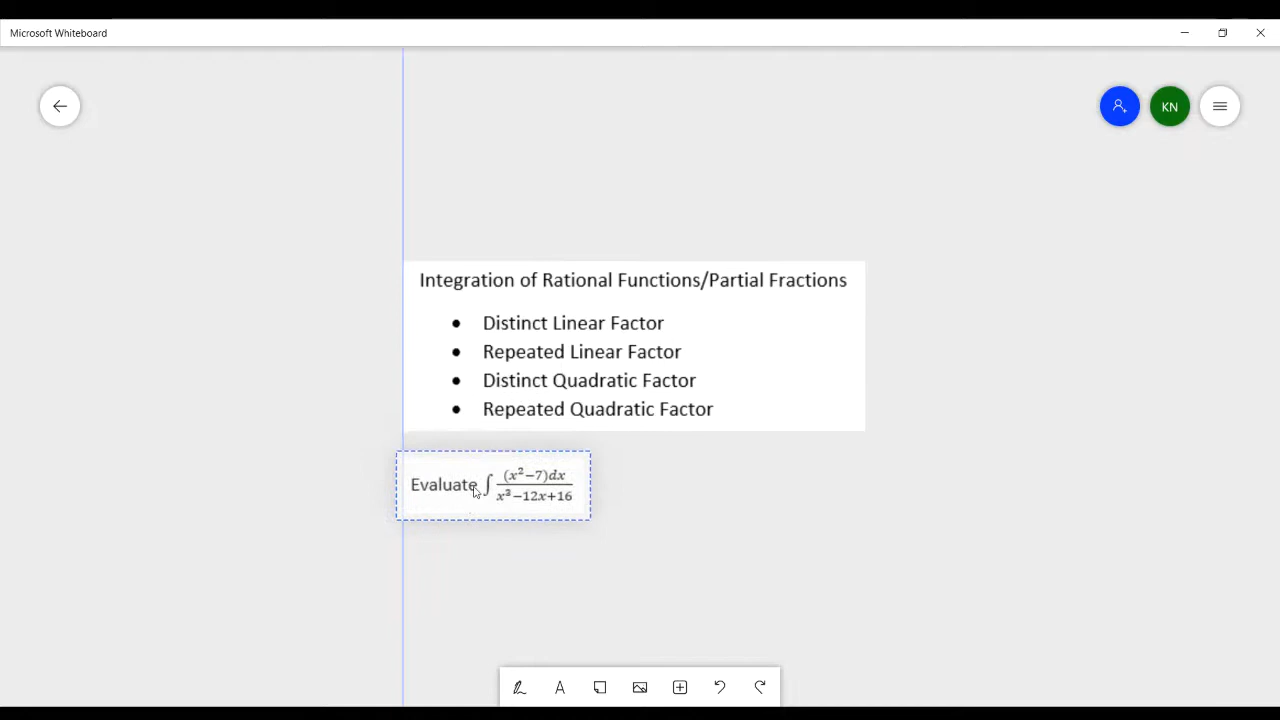 Microsoft Whiteboard
KN
Integration of Rational Functions/Partial Fractions
• Distinct Linear Factor
• Repeated Linear Factor
• Distinct Quadratic Factor
• Repeated Quadratic Factor
Evaluate ∫ (x²−7)dx / x³−12x+16
A